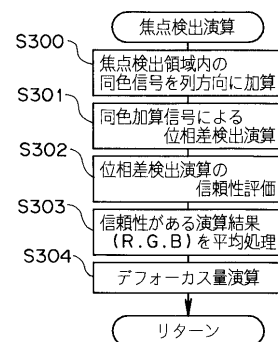 焦点検出演算
S300
焦点検出領域内の
同色信号を列方向に加算
S301
同色加算信号による
位相差検出演算
S302
位相差検出演算の
信頼性評価
S303
信頼性がある演算結果
(R.G.B)を平均処理
S304
デフォーカス量演算
リターン